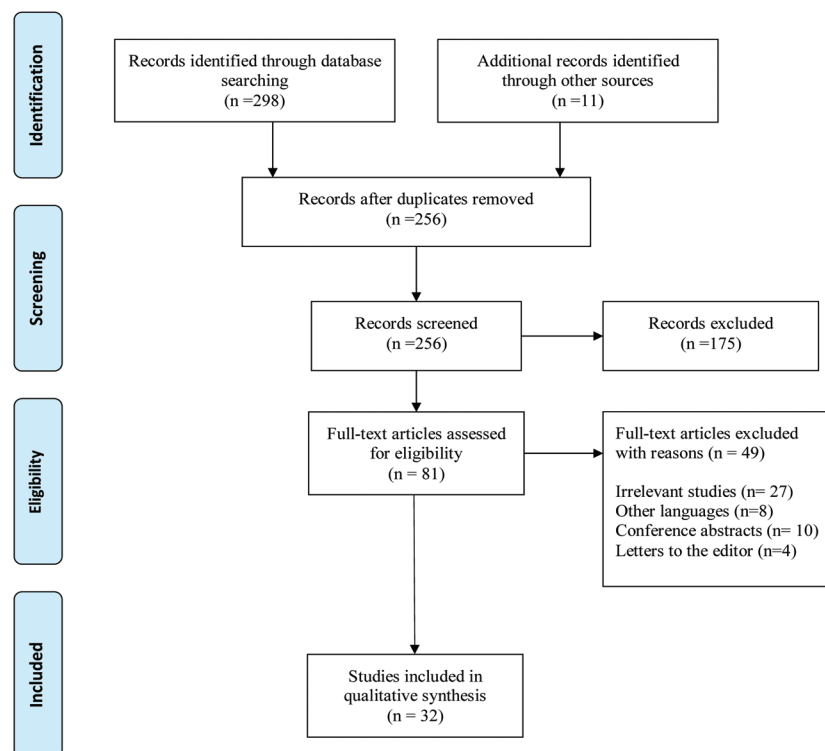 Identification
Records identified through database
searching
(n =298)
Additional records identified
through other sources
(n =11)
Records after duplicates removed
(n =256)
Screening
Records screened
(n =256)
Records excluded
(n =175)
Eligibility
Full-text articles assessed
for eligibility
(n = 81)
Full-text articles excluded
with reasons (n = 49)
Irrelevant studies (n= 27)
Other languages (n=8)
Conference abstracts (n= 10)
Letters to the editor (n=4)
Included
Studies included in
qualitative synthesis
(n = 32)